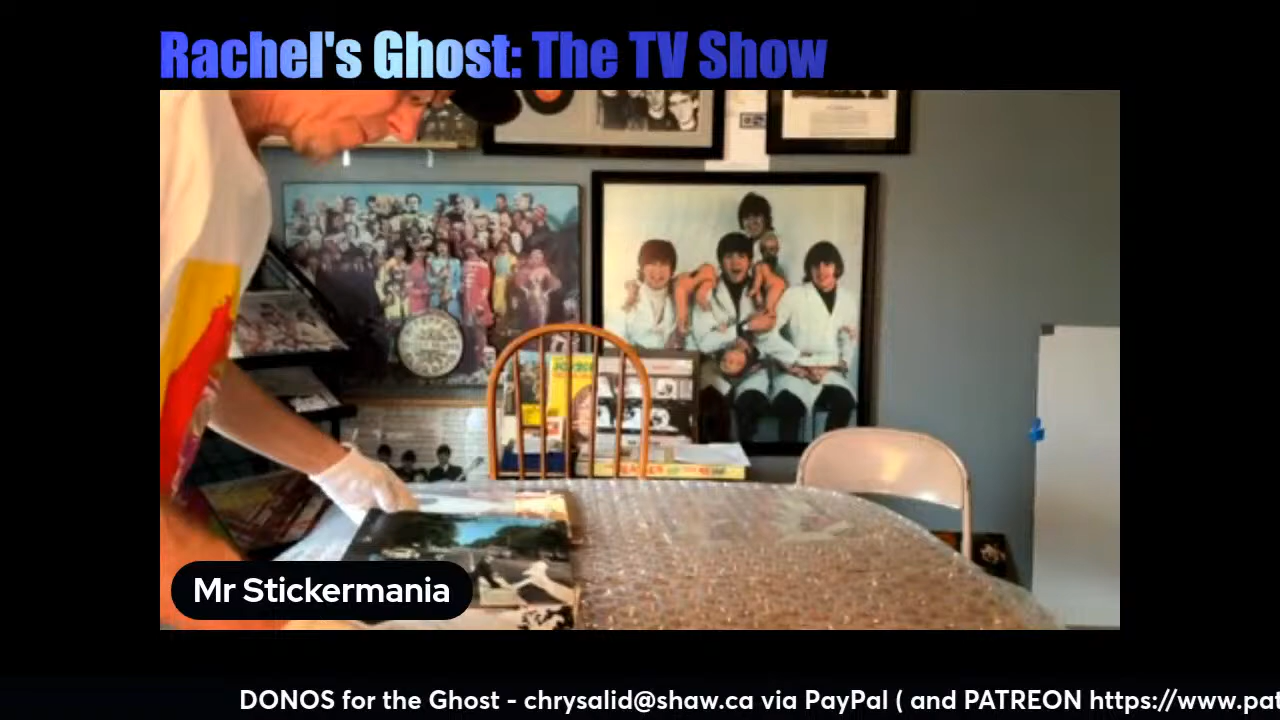 Rachel's Ghost: The TV Show
Mr Stickermania
DONOS for the Ghost - chrysalid@shaw.ca via PayPal ( and PATREON https://www.pat